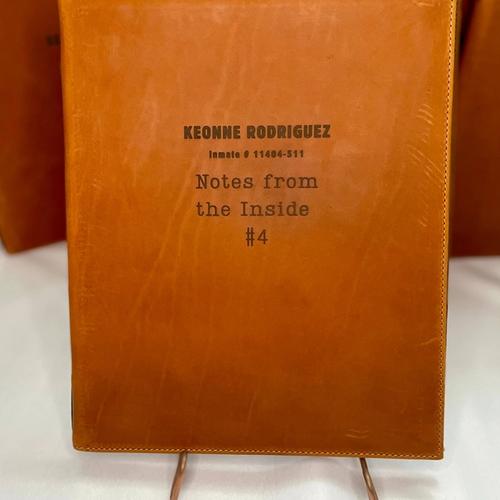 KEONNE RODRIGUEZ
Inmate # 11404-511
Notes from
the Inside
#4